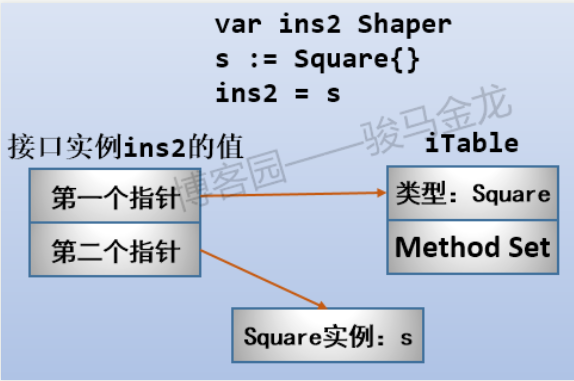 var ins2 Shaper
s := Square{}
ins2 = s
博客园——骏马金龙
接口实例ins2的值
iTable
第一个指针
类型：Square
第二个指针
Method Set
Square实例：s